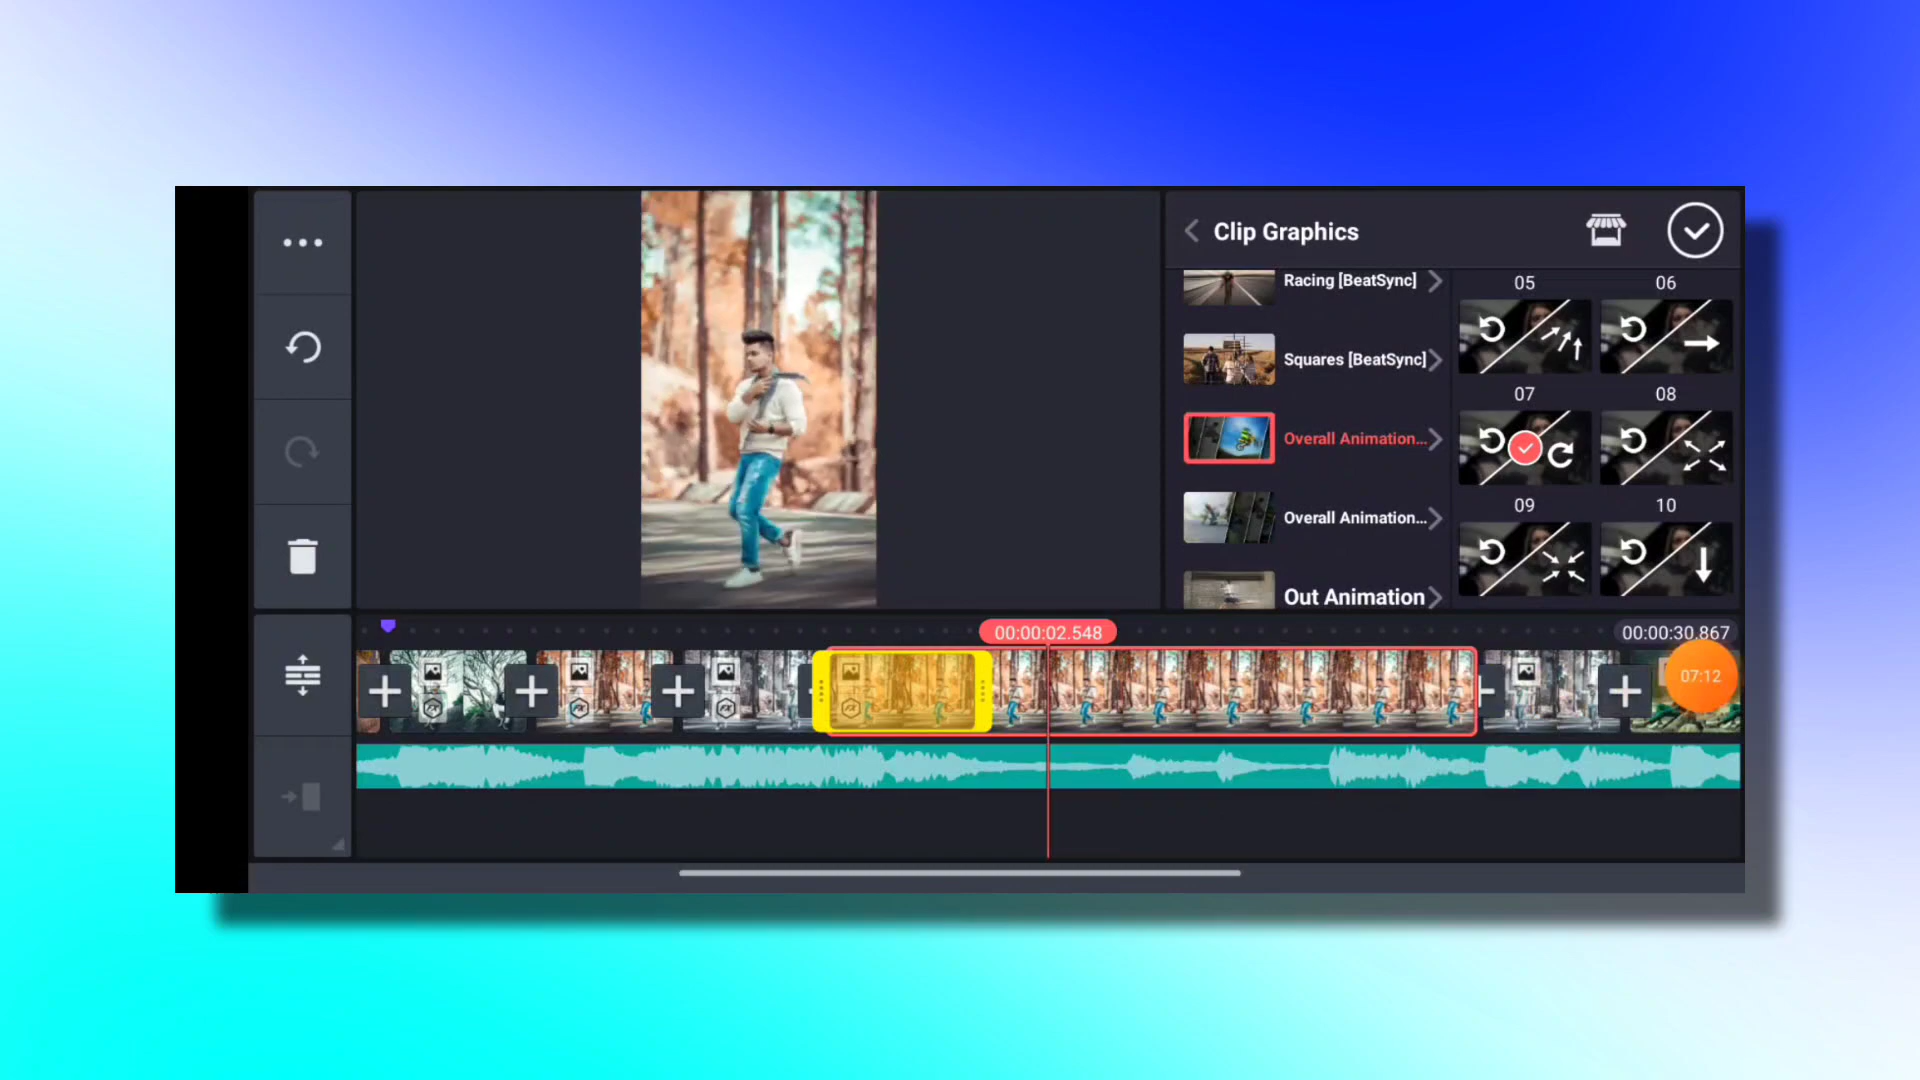 Clip Graphics
Racing [BeatSync]
Squares [BeatSync]
Overall Animation...
Overall Animation...
Out Animation
05
06
07
08
09
10
00:00:02.548
00:00:30.867
07:12